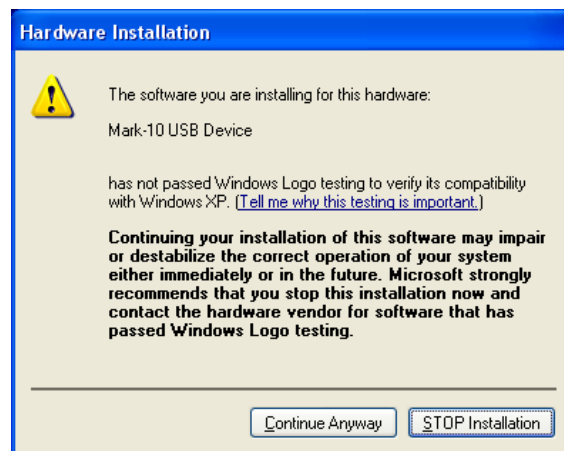 Hardware Installation
The software you are installing for this hardware:
Mark-10 USB Device
has not passed Windows Logo testing to verify its compatibility
with Windows XP. (Tell me why this testing is important.)
Continuing your installation of this software may impair
or destabilize the correct operation of your system
either immediately or in the future. Microsoft strongly
recommends that you stop this installation now and
contact the hardware vendor for software that has
passed Windows Logo testing.
Continue Anyway
STOP Installation